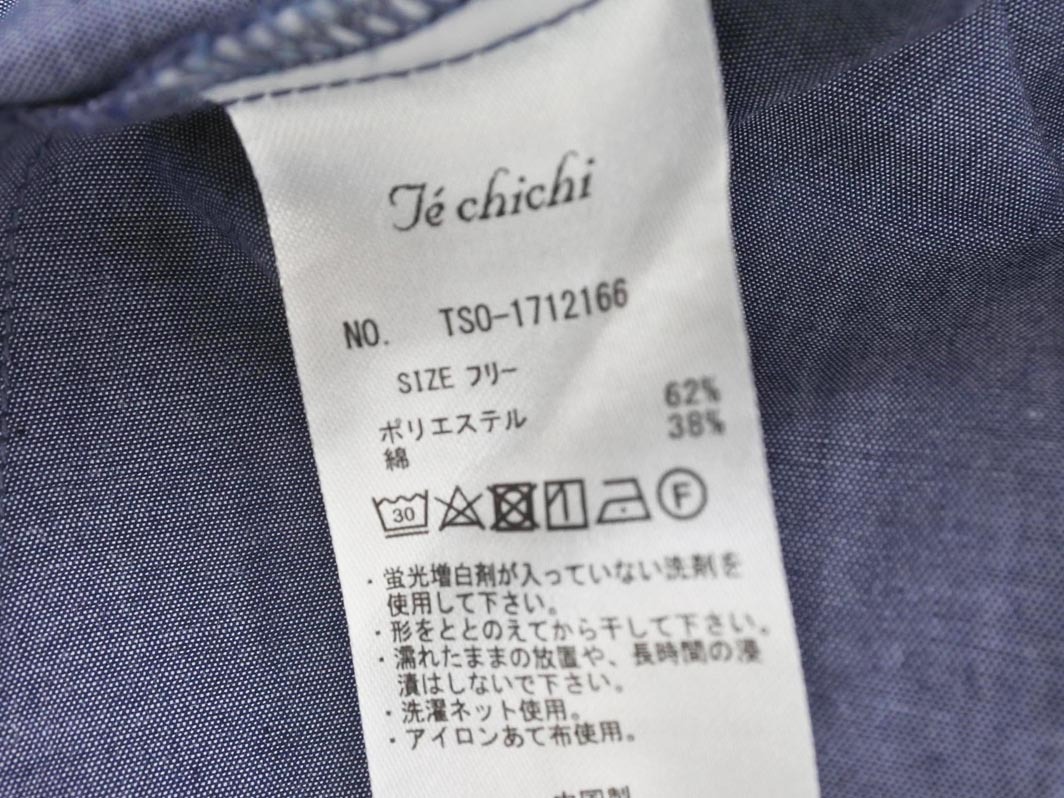 Té chichi
NO. TSO-1712166
SIZE フリー
ポリエステル 62%
綿 38%
30 F
・蛍光増白剤が入っていない洗剤を
使用して下さい。
・形をととのえてから干して下さい。
・濡れたままの放置や、長時間の浸
漬はしないで下さい。
・洗濯ネット使用。
・アイロンあて布使用。
中国製